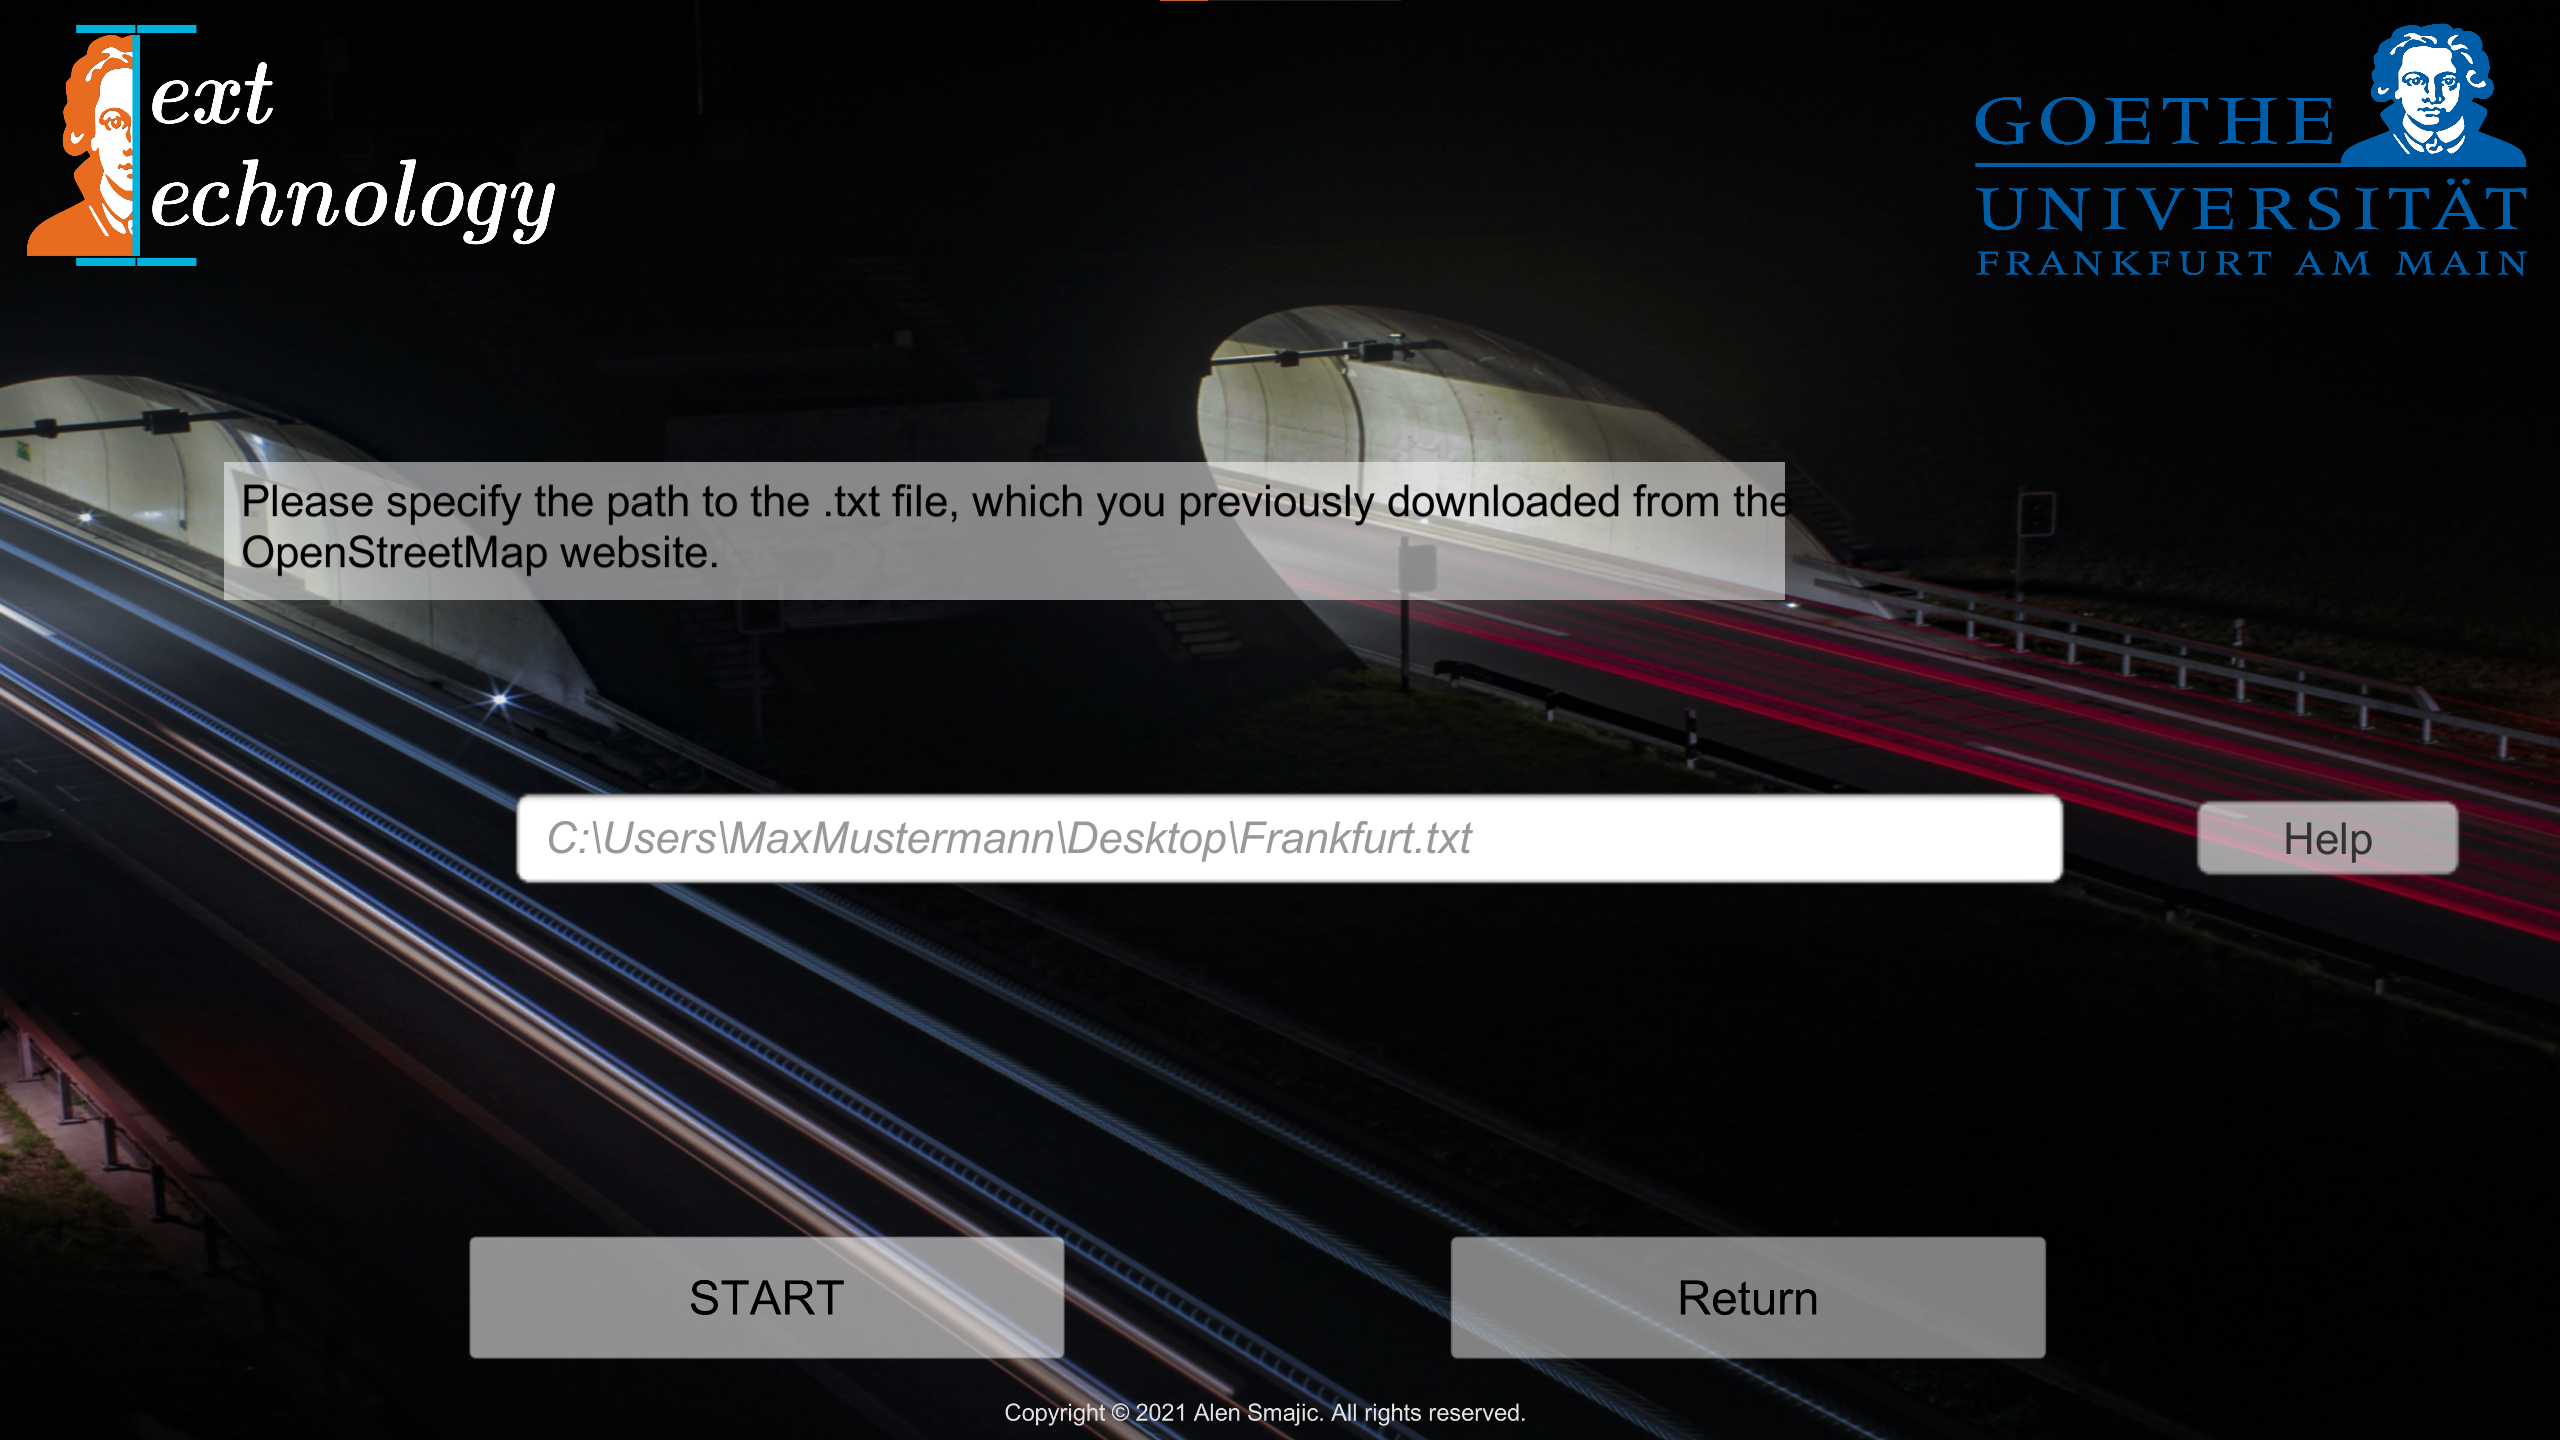 ext
echnology
GOETHE
UNIVERSITÄT
FRANKFURT AM MAIN
Please specify the path to the .txt file, which you previously downloaded from the
OpenStreetMap website.
C:\Users\MaxMustermann\Desktop\Frankfurt.txt
Help
START
Return
Copyright © 2021 Alen Smajic. All rights reserved.